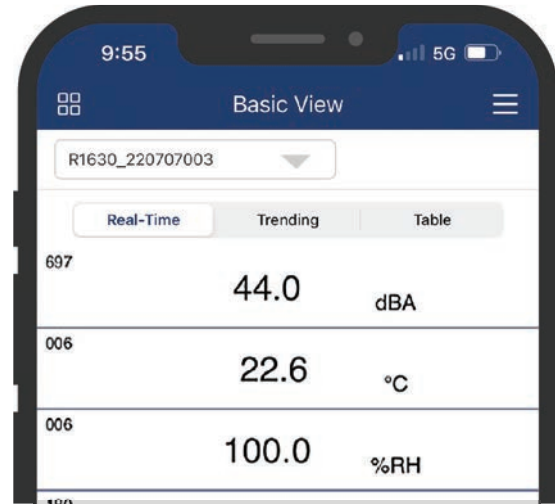 9:55 5G
Basic View
R1630_220707003
Real-Time Trending Table
697
44.0 dBA
006
22.6 °C
006
100.0 %RH